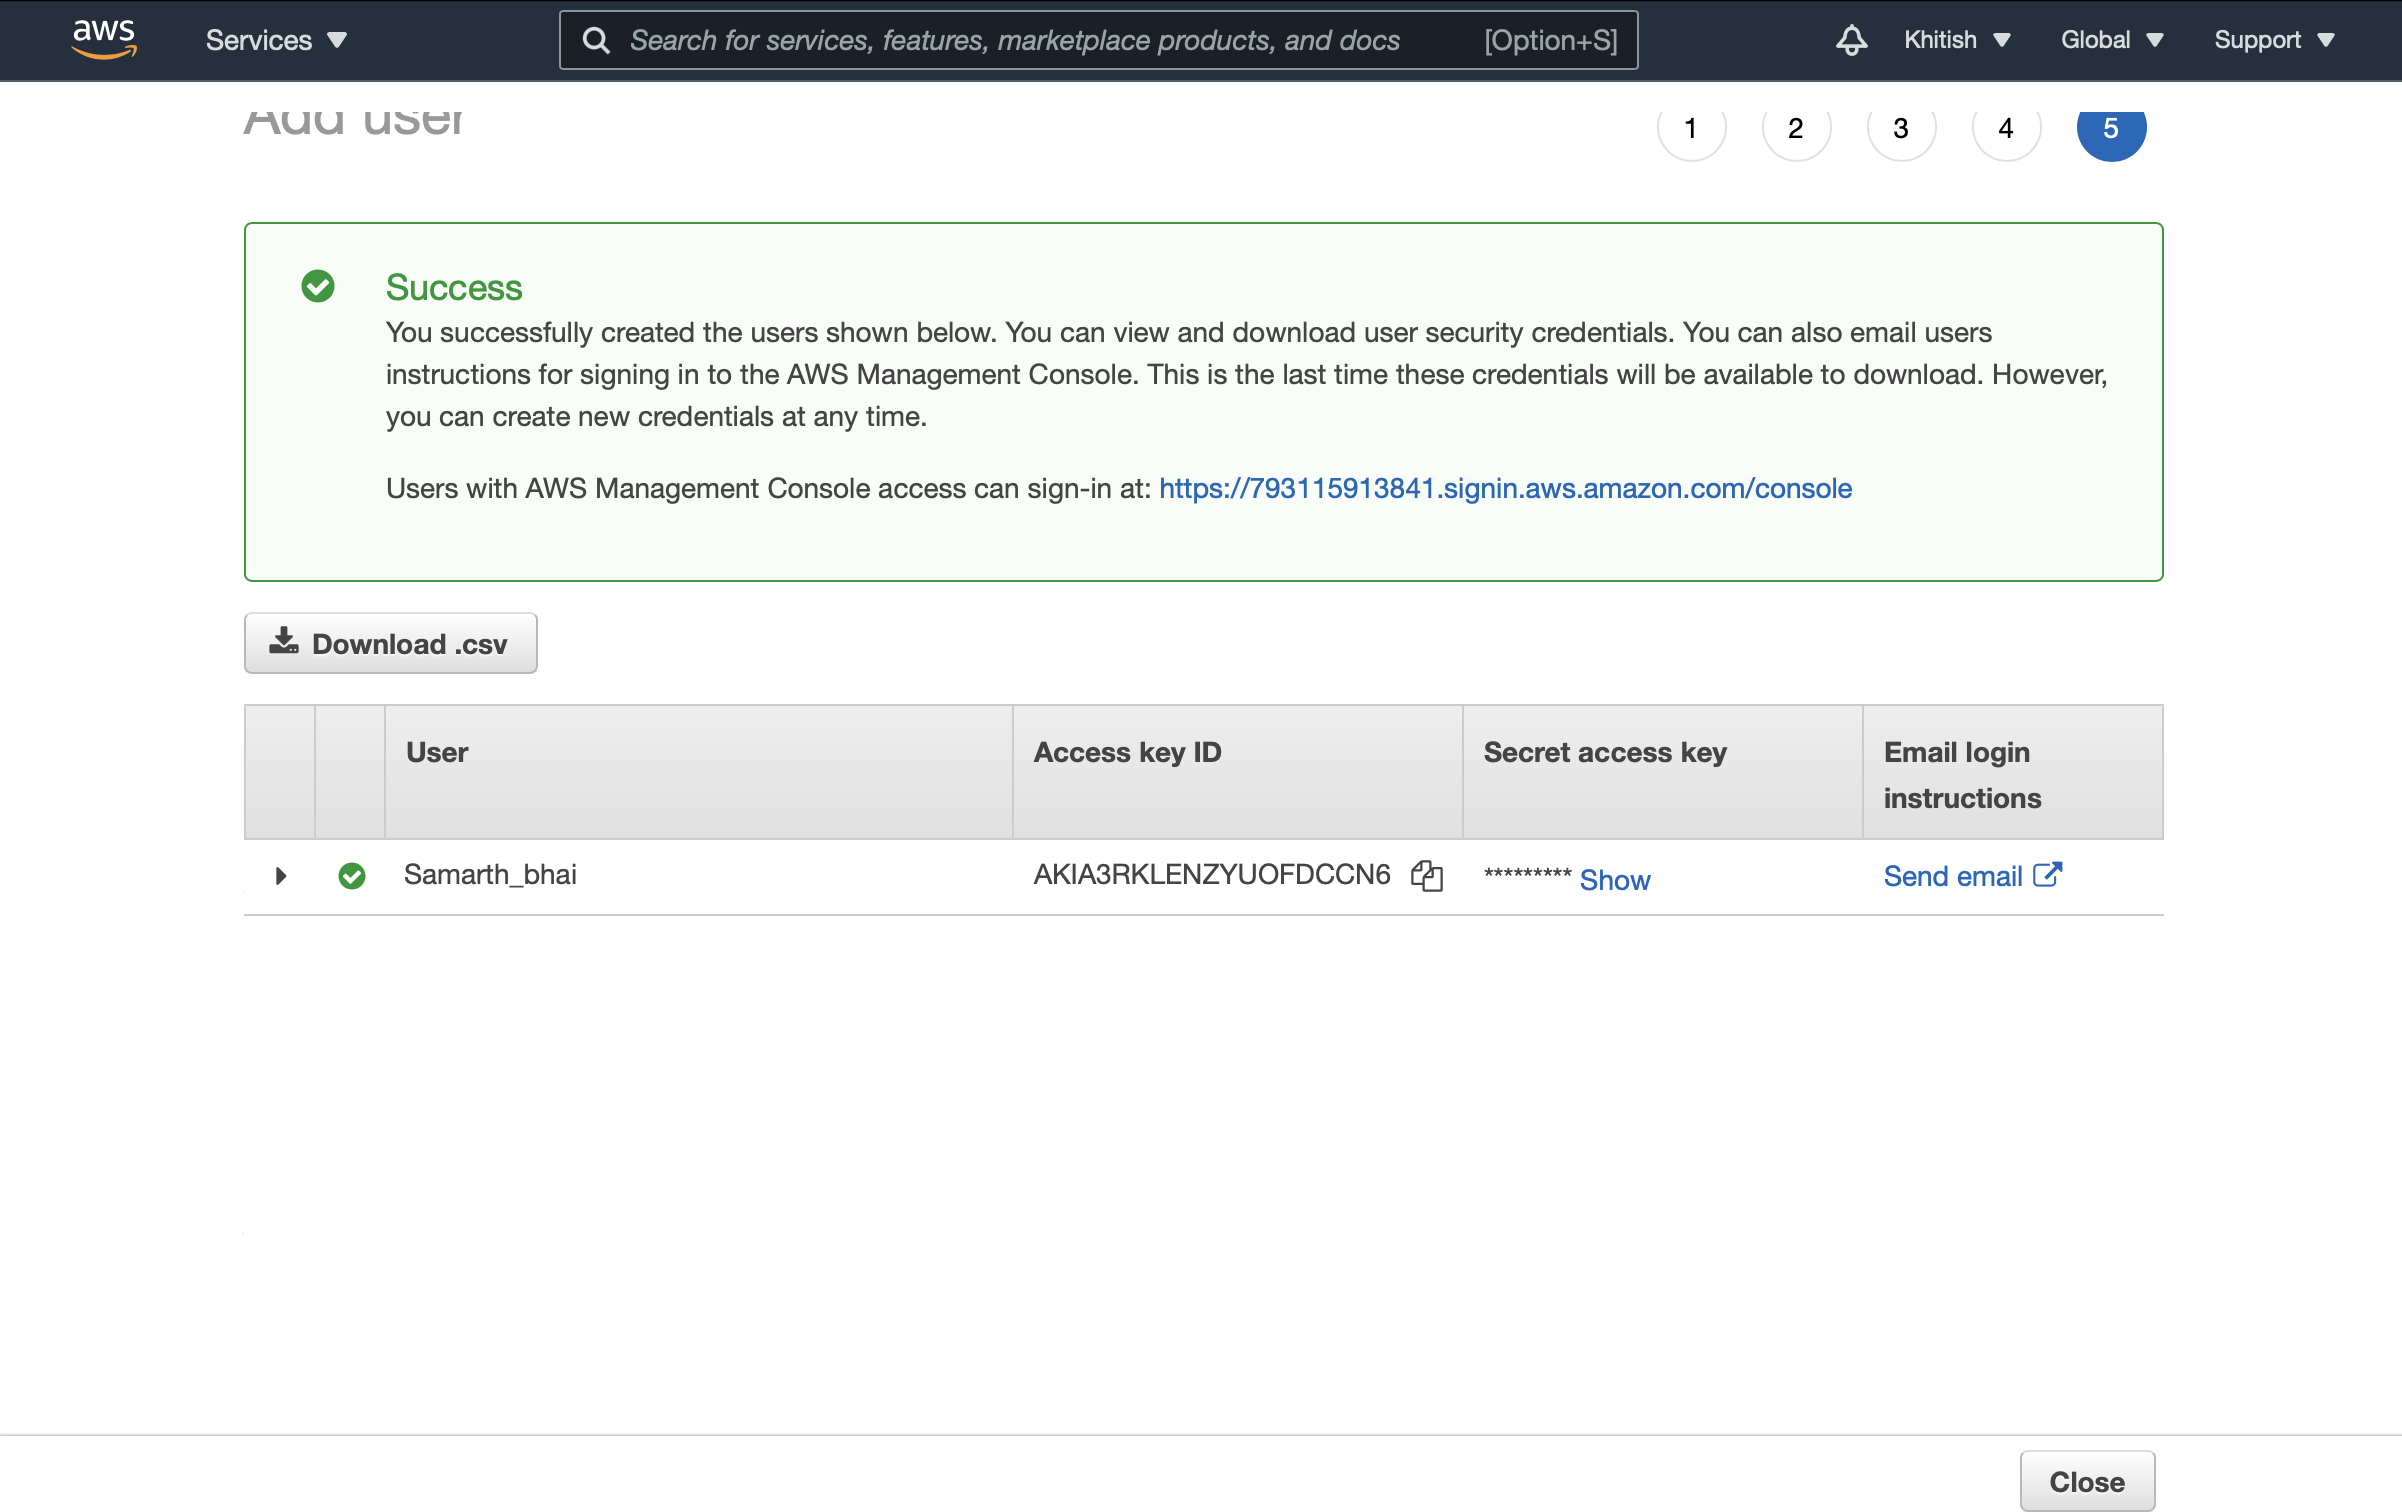 aws
Services
Search for services, features, marketplace products, and docs [Option+S]
Khitish
Global
Support
Add user
1 2 3 4 5
Success
You successfully created the users shown below. You can view and download user security credentials. You can also email users
instructions for signing in to the AWS Management Console. This is the last time these credentials will be available to download. However,
you can create new credentials at any time.
Users with AWS Management Console access can sign-in at: https://793115913841.signin.aws.amazon.com/console
Download .csv
User Access key ID Secret access key Email login
instructions
Samarth_bhai AKIA3RKLENZYUOFDCCN6 ********* Show Send email
Close